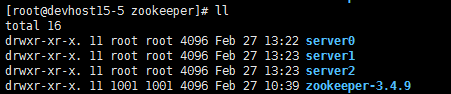 [root@devhost15-5 zookeeper]# ll
total 16
drwxr-xr-x. 11 root root 4096 Feb 27 13:22 server0
drwxr-xr-x. 11 root root 4096 Feb 27 13:23 server1
drwxr-xr-x. 11 root root 4096 Feb 27 13:23 server2
drwxr-xr-x. 11 1001 1001 4096 Feb 27 10:39 zookeeper-3.4.9